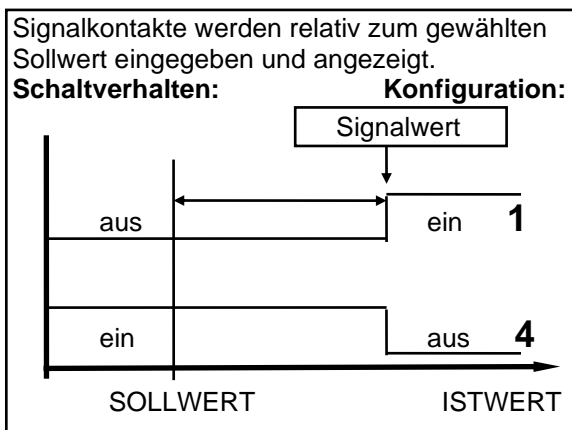 Signalkontakte werden relativ zum gewählten
Sollwert eingegeben und angezeigt.
Schaltverhalten: Konfiguration:
Signalwert
aus ein 1
ein aus 4
SOLLWERT ISTWERT